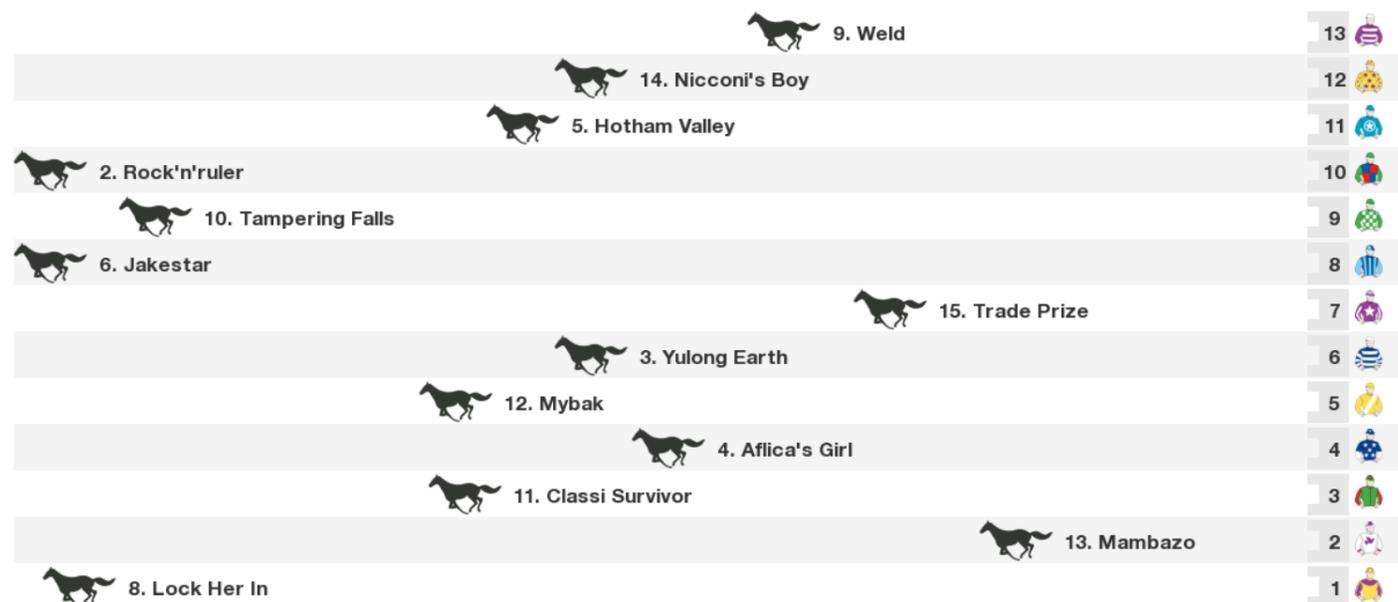 9. Weld 13
14. Nicconi's Boy 12
5. Hotham Valley 11
2. Rock'n'ruler 10
10. Tampering Falls 9
6. Jakestar 8
15. Trade Prize 7
3. Yulong Earth 6
12. Mybak 5
4. Aflica's Girl 4
11. Classi Survivor 3
13. Mambazo 2
8. Lock Her In 1